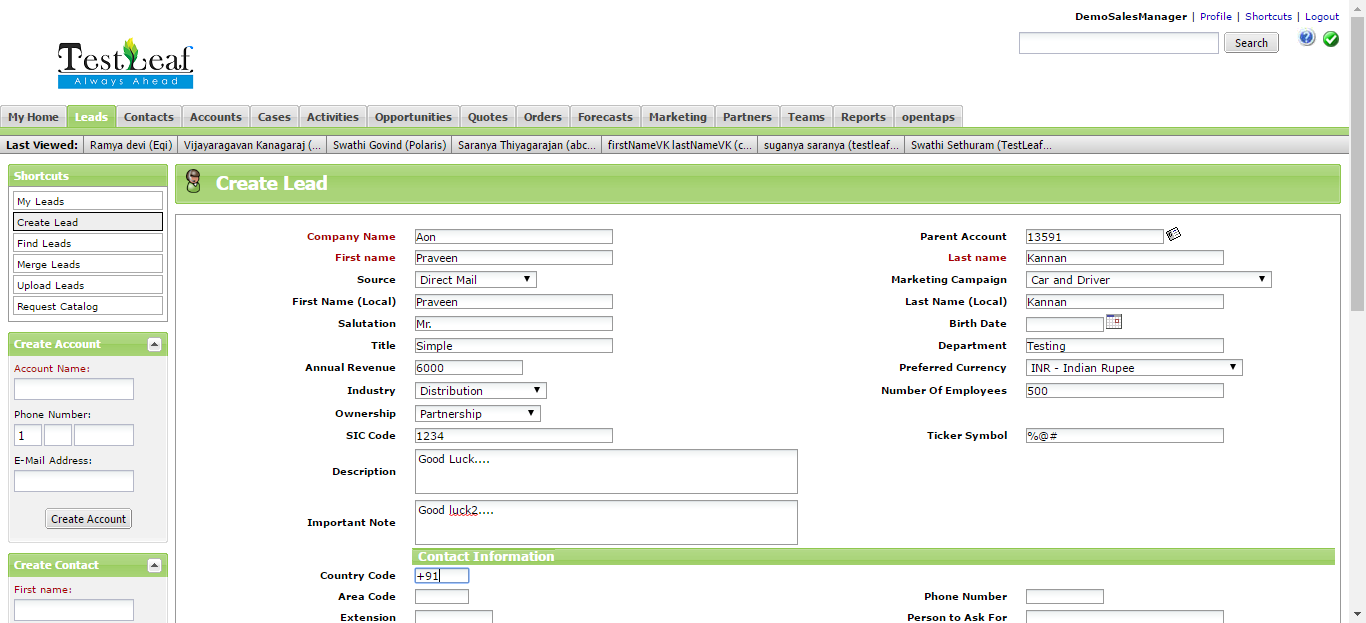 DemoSalesManager | Profile | Shortcuts | Logout
Search
TestLeaf
Always Ahead
My Home Leads Contacts Accounts Cases Activities Opportunities Quotes Orders Forecasts Marketing Partners Teams Reports opentaps
Last Viewed: Ramya devi (Eqi) Vijayaragavan Kanagaraj (... Swathi Govind (Polaris) Saranya Thiyagarajan (abc... firstNameVK lastNameVK (c... suganya saranya (testleaf... Swathi Sethuram (TestLeaf...
Shortcuts
My Leads
Create Lead
Find Leads
Merge Leads
Upload Leads
Request Catalog
Create Account
Account Name:
Phone Number:
1
E-Mail Address:
Create Account
Create Contact
First name:
Create Lead
Company Name Aon Parent Account 13591
First name Praveen Last name Kannan
Source Direct Mail Marketing Campaign Car and Driver
First Name (Local) Praveen Last Name (Local) Kannan
Salutation Mr. Birth Date
Title Simple Department Testing
Annual Revenue 6000 Preferred Currency INR - Indian Rupee
Industry Distribution Number Of Employees 500
Ownership Partnership
SIC Code 1234 Ticker Symbol %@#
Description Good Luck....
Important Note Good luck2....
Contact Information
Country Code +91
Area Code Phone Number
Extension Person to Ask For